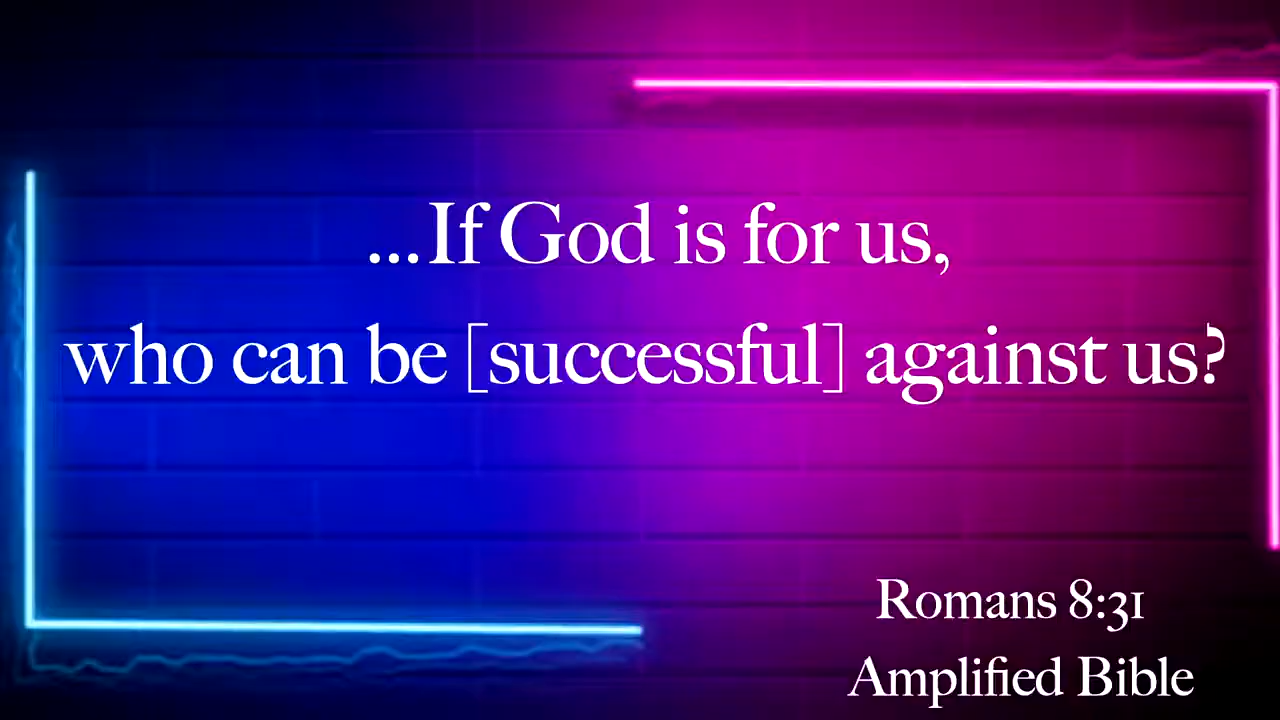 ...If God is for us,
who can be [successful] against us?
Romans 8:31
Amplified Bible